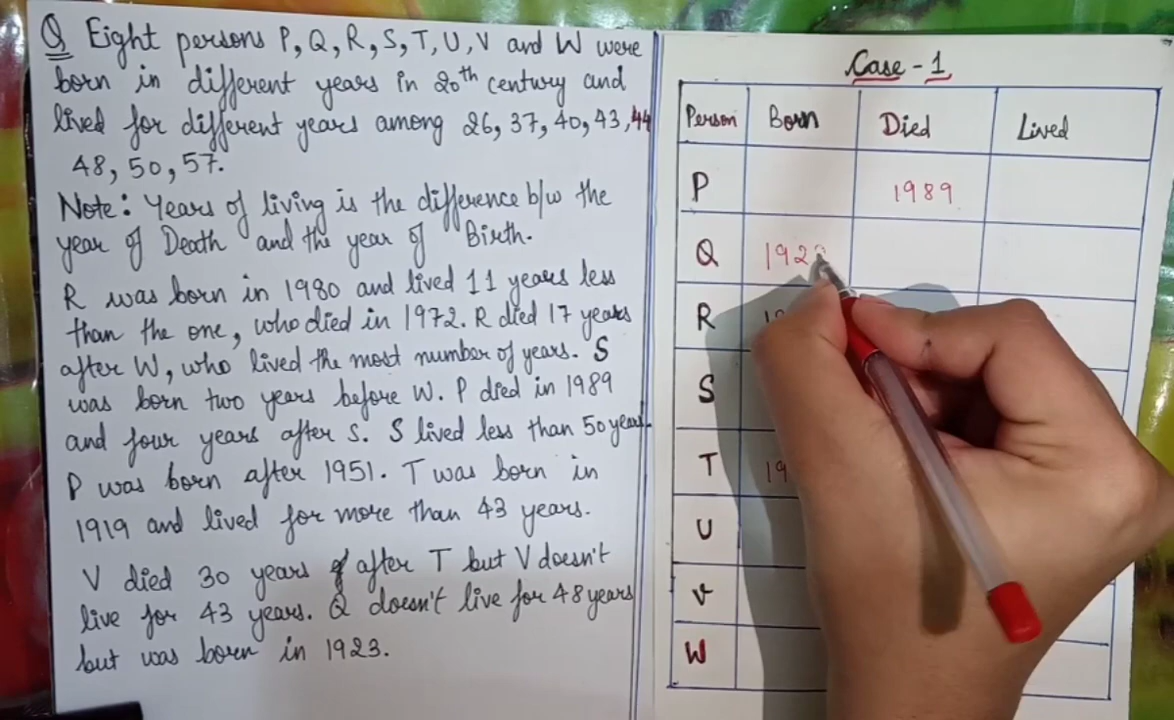 Q Eight persons P, Q, R, S, T, U, V and W were
born in different years in 20th century and
lived for different years among 26, 37, 40, 43, 44
48, 50, 57.
Note: Years of living is the difference b/w the
year of Death and the year of Birth.
R was born in 1980 and lived 11 years less
than the one, who died in 1972. R died 17 years
after W, who lived the most number of years. S
was born two years before W. P died in 1989
and four years after S. S lived less than 50 years.
P was born after 1951. T was born in
1919 and lived for more than 43 years.
V died 30 years after T but V doesn't
live for 43 years. Q doesn't live for 48 years
but was born in 1923.
Case - 1
Person Born Died Lived
P 1989
Q 192
R 19
S
T 19
U
V
W